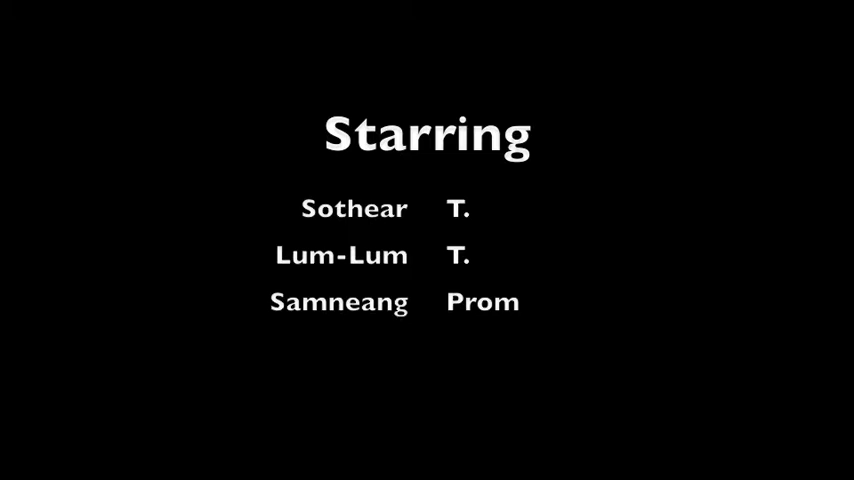 Starring
Sothear T.
Lum-Lum T.
Samneang Prom